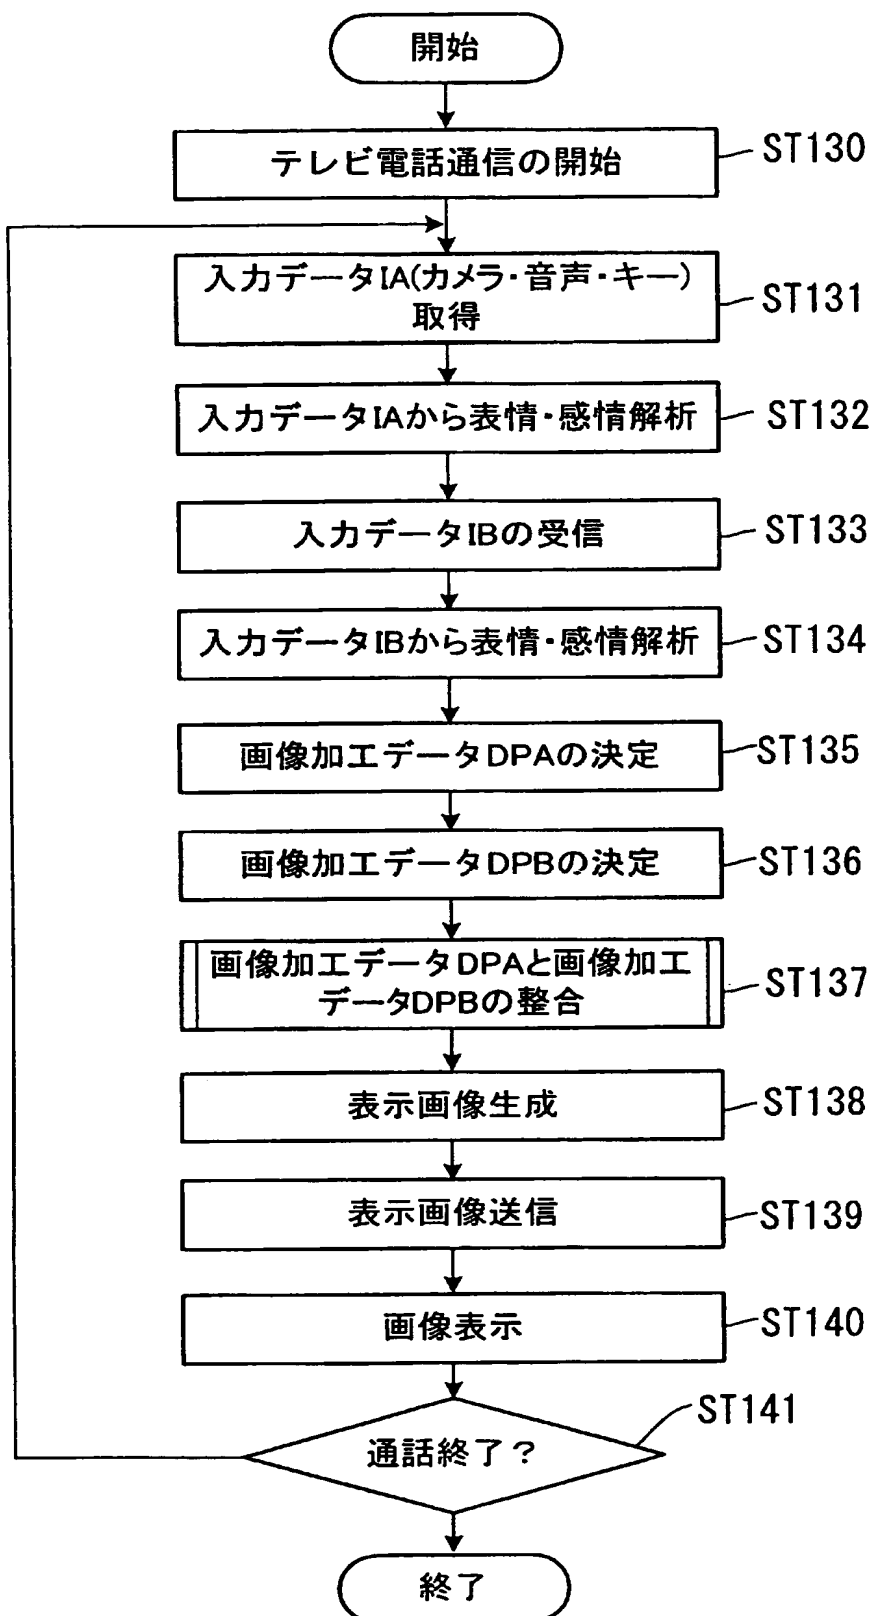 開始
テレビ電話通信の開始
ST130
入力データIA(カメラ・音声・キー)
取得
ST131
入力データIAから表情・感情解析
ST132
入力データIBの受信
ST133
入力データIBから表情・感情解析
ST134
画像加工データDPAの決定
ST135
画像加工データDPBの決定
ST136
画像加工データDPAと画像加工
データDPBの整合
ST137
表示画像生成
ST138
表示画像送信
ST139
画像表示
ST140
ST141
通話終了？
終了